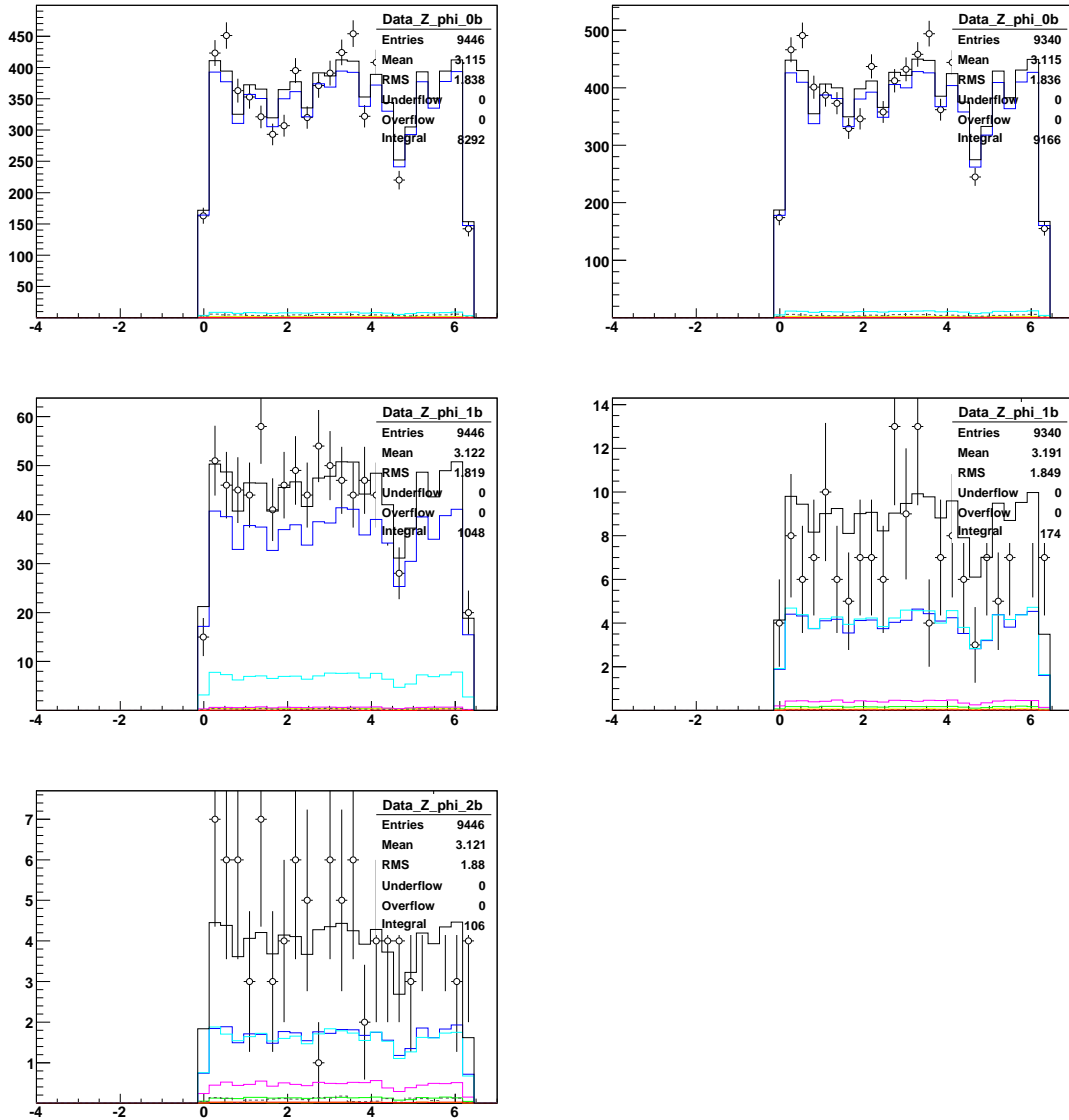 Data_Z_phi_0b
Entries 9446
Mean 3.115
RMS 1.838
Underflow 0
Overflow 0
Integral 8292
450
400
350
300
250
200
150
100
50
-4 -2 0 2 4 6
Data_Z_phi_0b
Entries 9340
Mean 3.115
RMS 1.836
Underflow 0
Overflow 0
Integral 9166
500
400
300
200
100
-4 -2 0 2 4 6
Data_Z_phi_1b
Entries 9446
Mean 3.122
RMS 1.819
Underflow 0
Overflow 0
Integral 1048
60
50
40
30
20
10
-4 -2 0 2 4 6
Data_Z_phi_1b
Entries 9340
Mean 3.191
RMS 1.849
Underflow 0
Overflow 0
Integral 174
14
12
10
8
6
4
2
-4 -2 0 2 4 6
Data_Z_phi_2b
Entries 9446
Mean 3.121
RMS 1.88
Underflow 0
Overflow 0
Integral 106
7
6
5
4
3
2
1
0
-4 -2 0 2 4 6